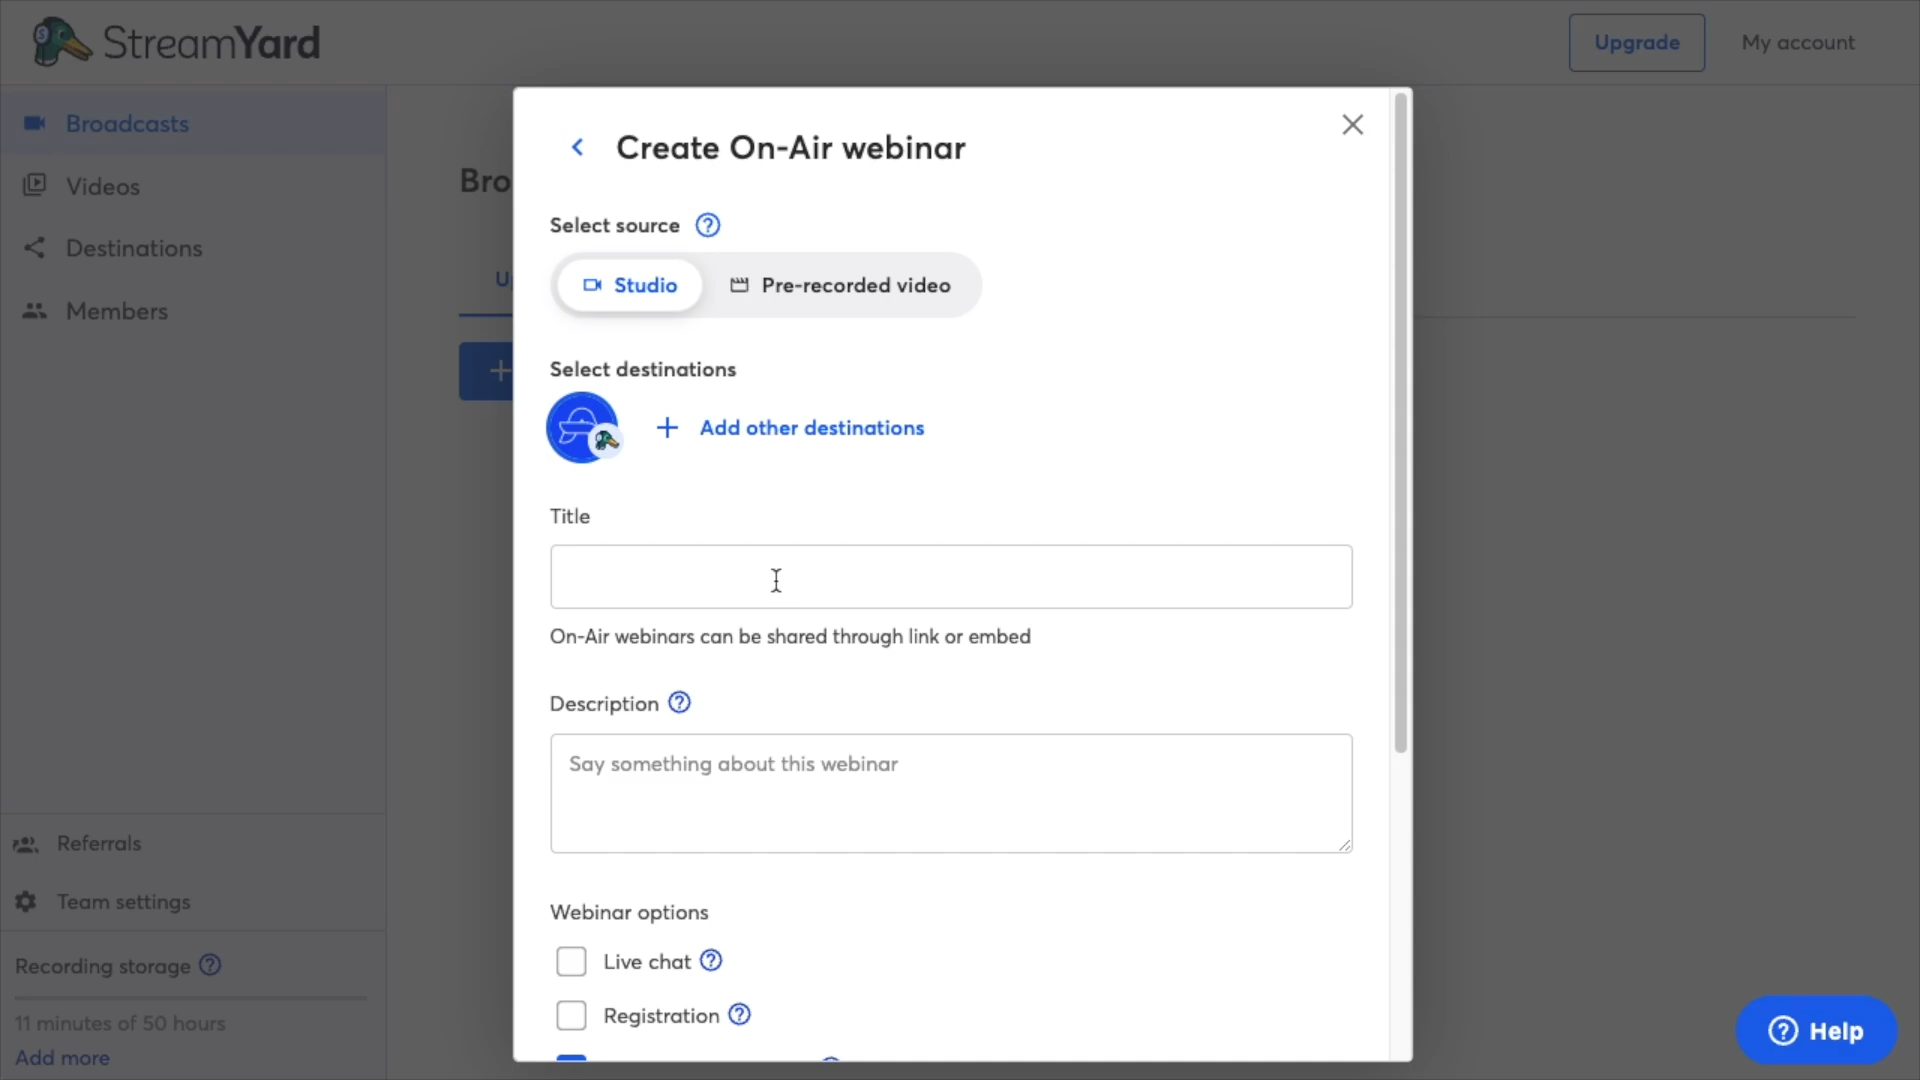 StreamYard
Upgrade
My account
Broadcasts
Videos
Destinations
Members
Bro
Create On-Air webinar
Select source
Studio
Pre-recorded video
Select destinations
Add other destinations
Title
On-Air webinars can be shared through link or embed
Description
Say something about this webinar
Webinar options
Live chat
Registration
Referrals
Team settings
Recording storage
11 minutes of 50 hours
Add more
Help